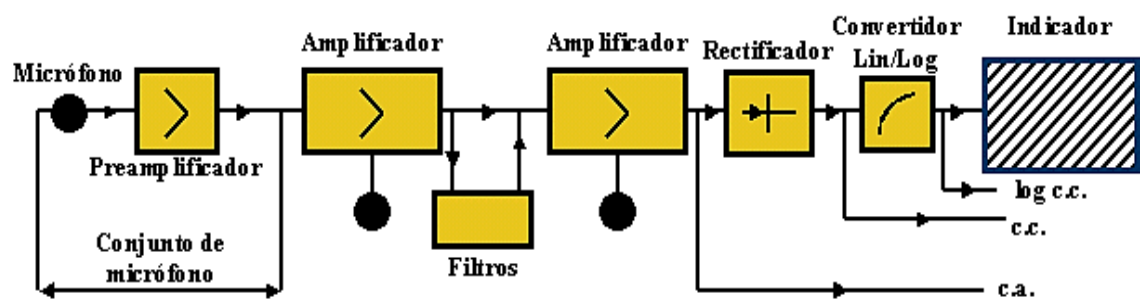 Micrófono
Preamplificador
Conjunto de
micrófono
Amplificador
Filtros
Amplificador
Rectificador
Convertidor
Lin/Log
Indicador
log c.c.
c.c.
c.a.